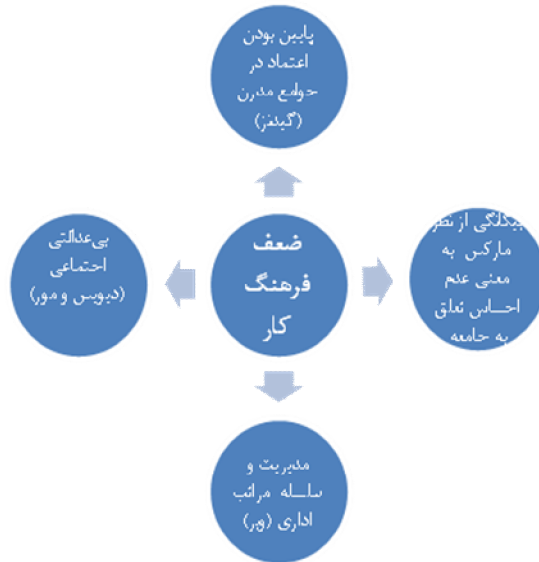 پایین بودن
اعتماد در
جوامع مدرن
(گیدنز)
بی‌عدالتی
اجتماعی
(دیویس و مور)
ضعف
فرهنگ
کار
بیگانگی از نظر
مارکس به
معنی عدم
احساس تعلق
به جامعه
مدیریت و
سلسله مراتب
اداری (وبر)